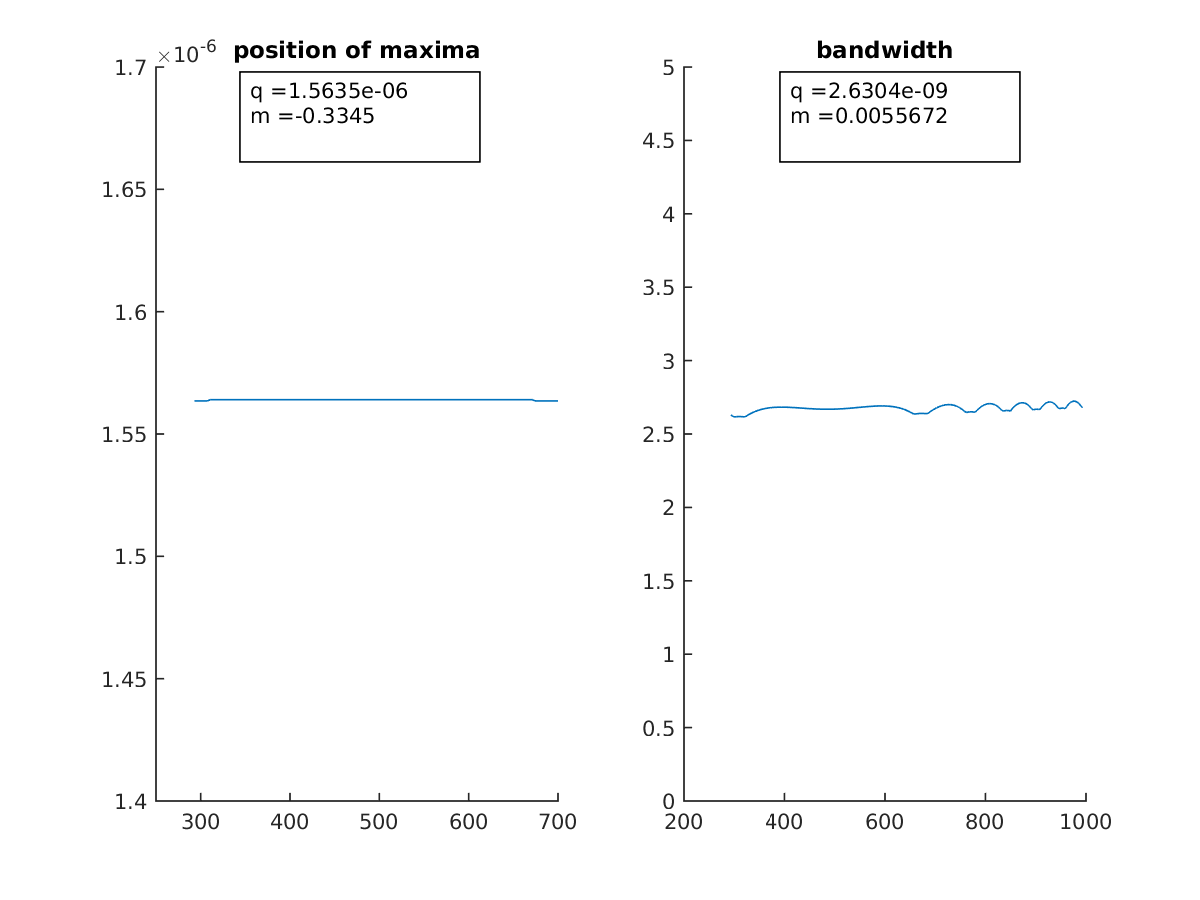 ×10-6 position of maxima
q =1.5635e-06
m =-0.3345
1.7
1.65
1.6
1.55
1.5
1.45
1.4
300 400 500 600 700
bandwidth
q =2.6304e-09
m =0.0055672
5
4.5
4
3.5
3
2.5
2
1.5
1
0.5
0
200 400 600 800 1000